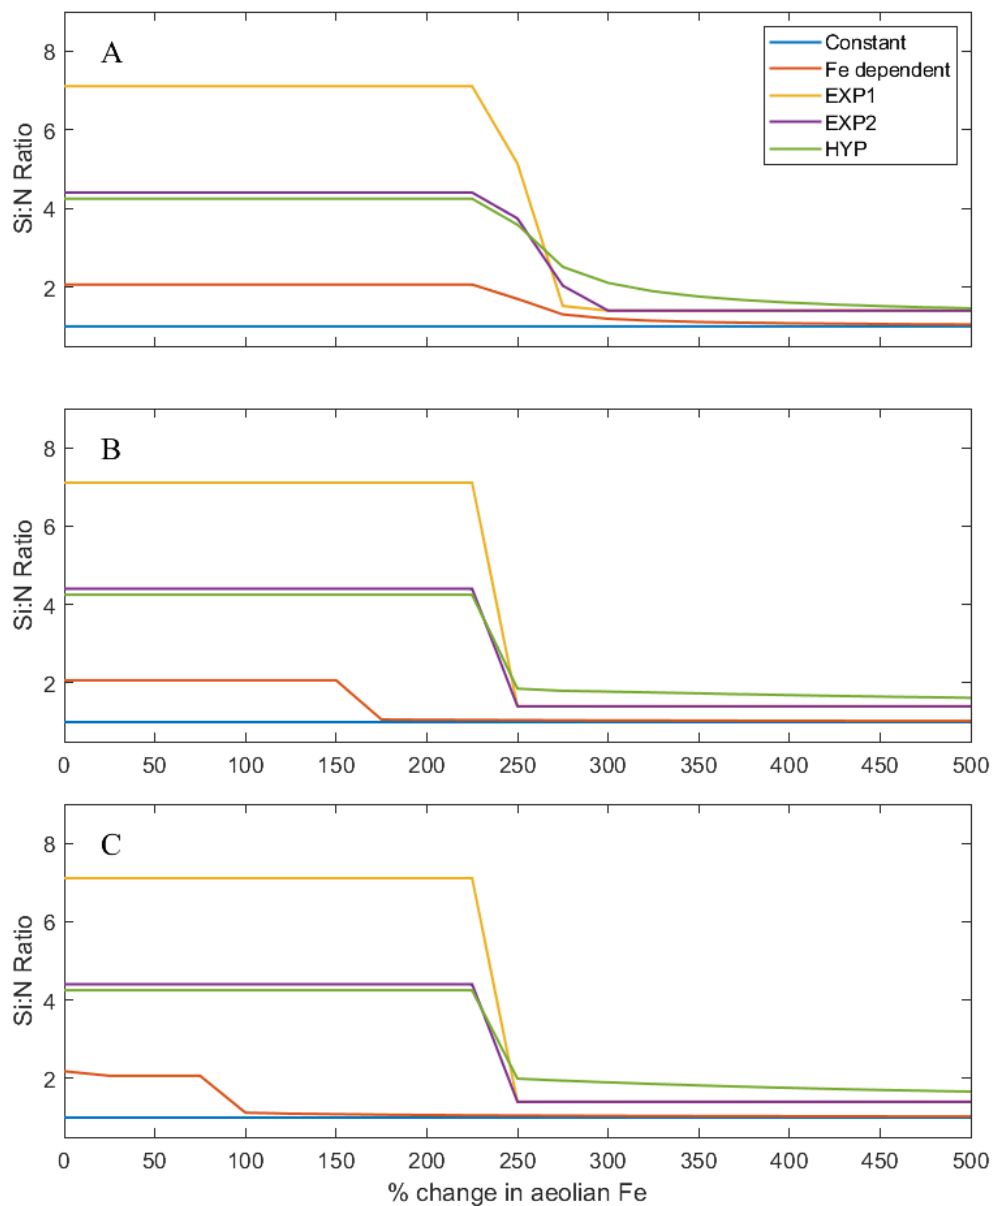 A
Constant
Fe dependent
EXP1
EXP2
HYP
8
6
4
2
Si:N Ratio
B
8
6
4
2
Si:N Ratio
0 50 100 150 200 250 300 350 400 450 500
C
8
6
4
2
Si:N Ratio
0 50 100 150 200 250 300 350 400 450 500
% change in aeolian Fe